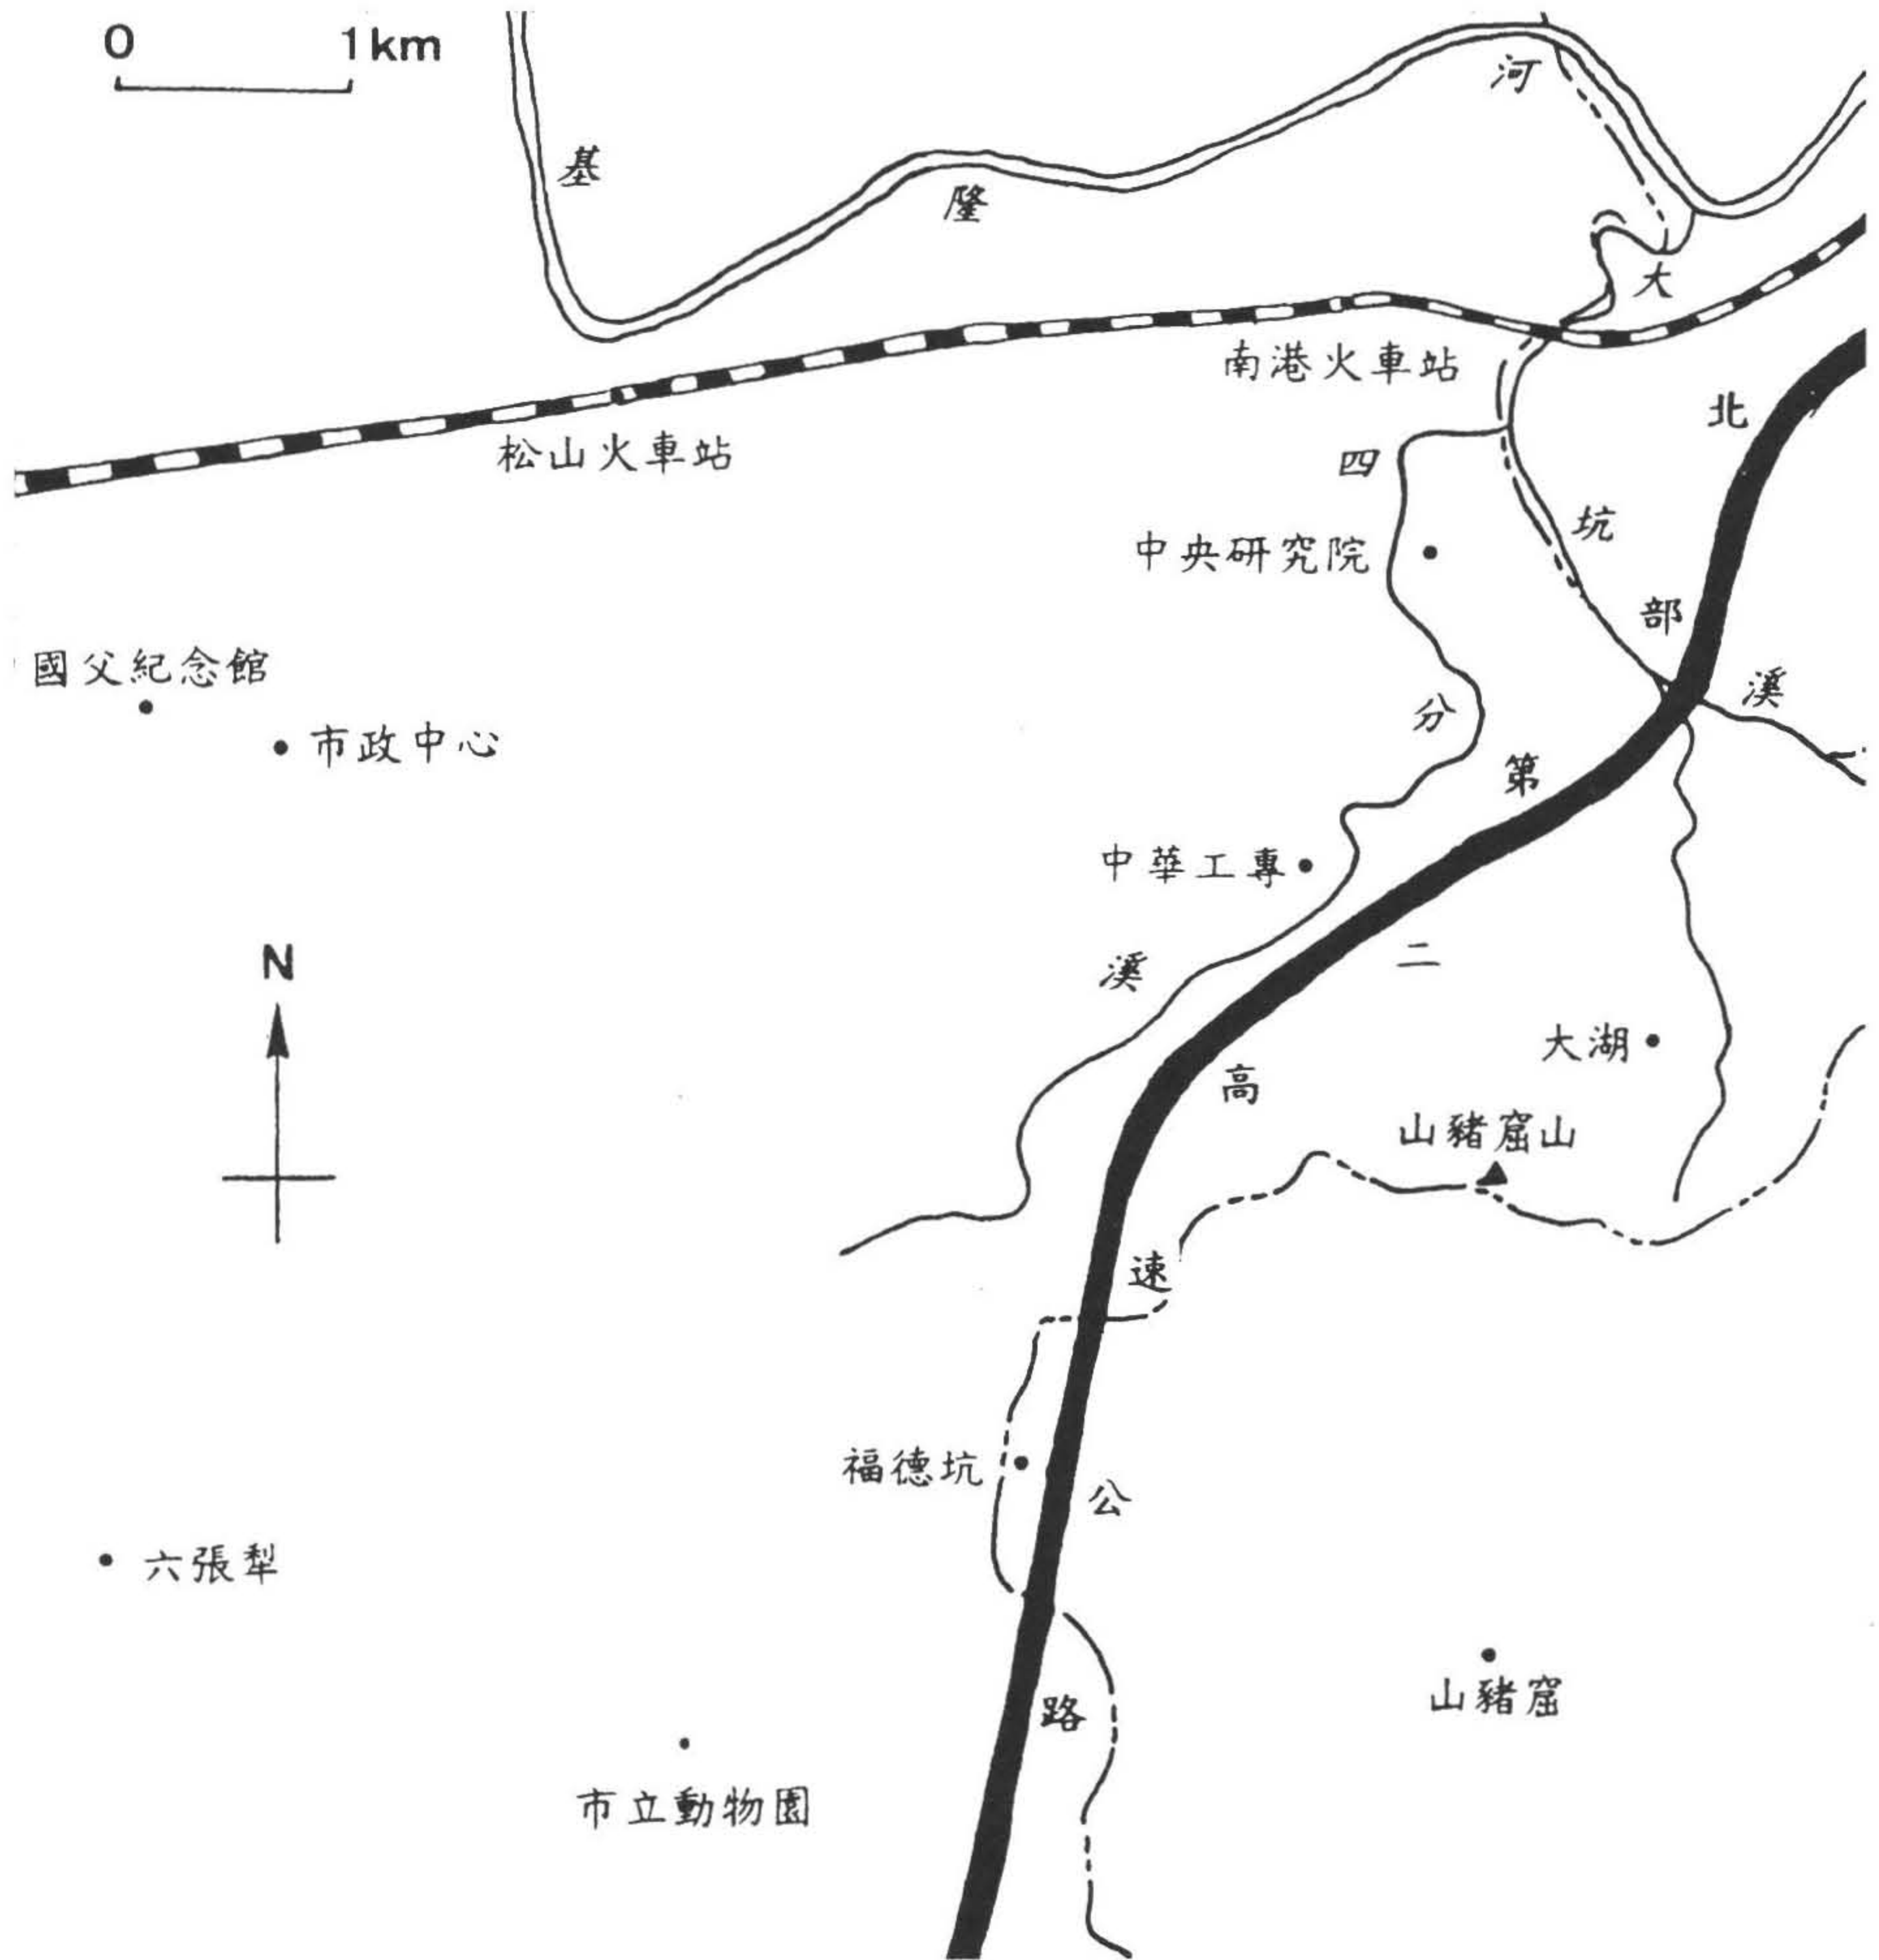 0 1km
基隆河
大坑溪
南港火車站
松山火車站
四分溪
中央研究院
北部第二高速公路
國父紀念館
市政中心
中華工專
N
大湖
山豬窟山
福德坑
六張犁
山豬窟
市立動物園